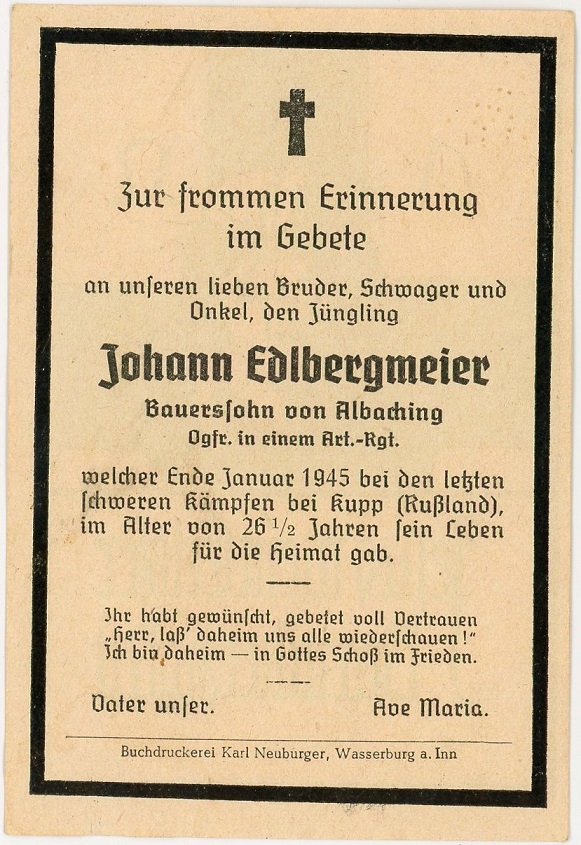 Zur frommen Erinnerung
im Gebete
an unseren lieben Bruder, Schwager und
Onkel, den Jüngling
Johann Edlbergmeier
Bauerssohn von Albaching
Ogfr. in einem Art.-Rgt.
welcher Ende Januar 1945 bei den letzten
schweren Kämpfen bei Kupp (Rußland),
im Alter von 26 1/2 Jahren sein Leben
für die Heimat gab.
Ihr habt gewünscht, gebetet voll Vertrauen
„Herr, laß' daheim uns alle wiederschauen!"
Ich bin daheim — in Gottes Schoß im Frieden.
Vater unser. Ave Maria.
Buchdruckerei Karl Neuburger, Wasserburg a. Inn